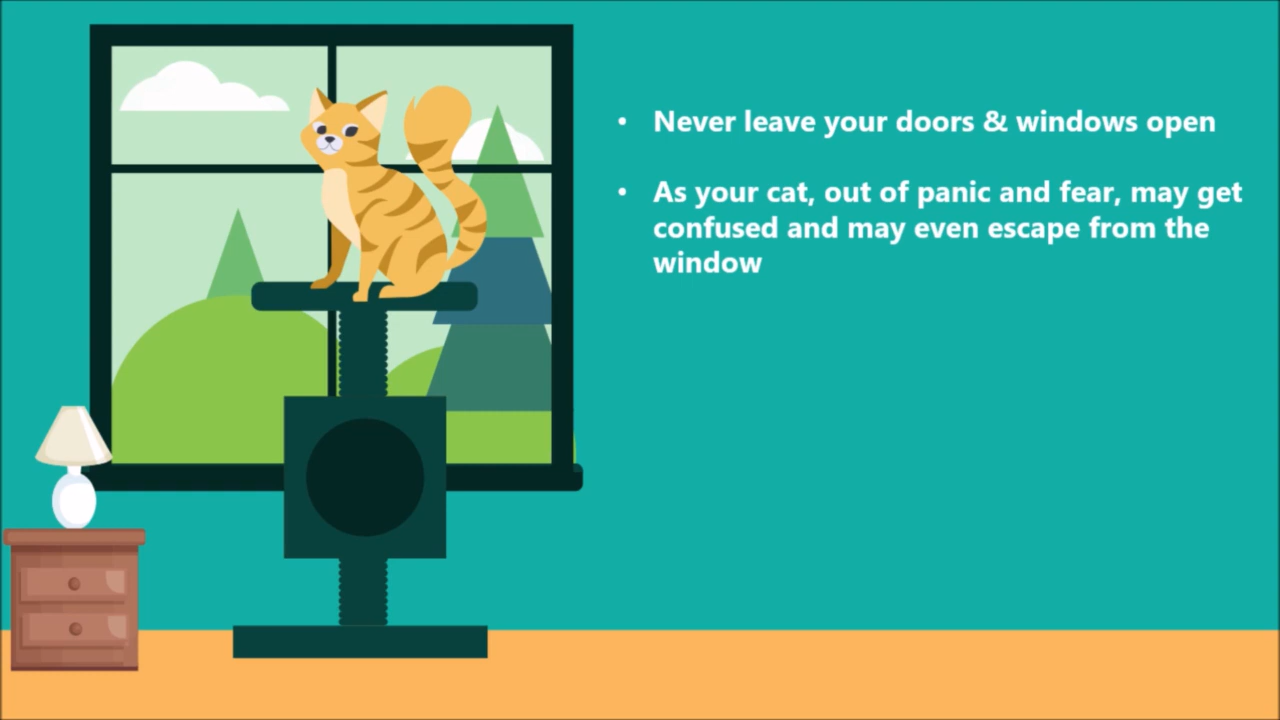 • Never leave your doors & windows open
• As your cat, out of panic and fear, may get
confused and may even escape from the
window